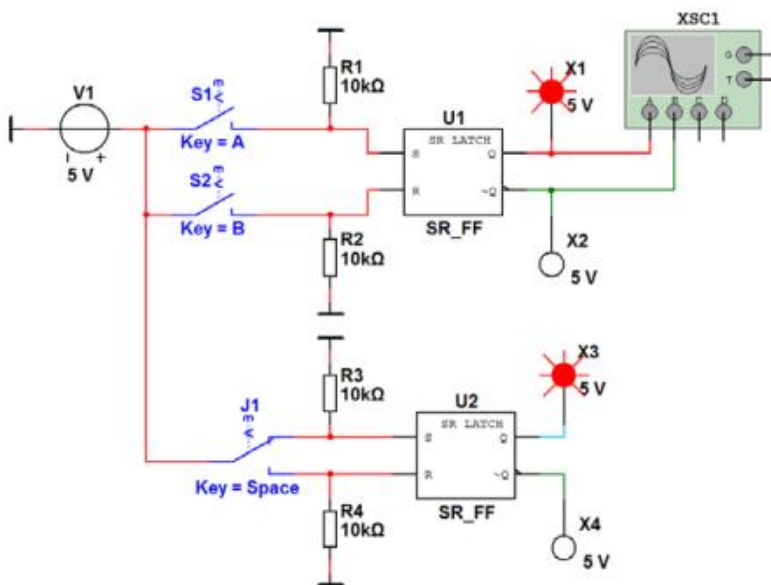 XSC1
G
T
A
B
C
D
V1
5 V
S1
Key = A
S2
Key = B
R1
10kΩ
R2
10kΩ
U1
SR LATCH
S
Q
R
~Q
SR_FF
X1
5 V
X2
5 V
R3
10kΩ
J1
Key = Space
R4
10kΩ
U2
SR LATCH
S
Q
R
~Q
SR_FF
X3
5 V
X4
5 V